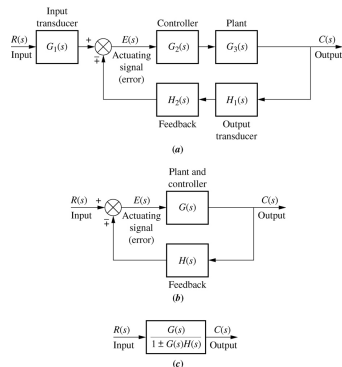 Input
transducer
Controller
Plant
R(s)
Input
G₁(s)
+
∓
E(s)
Actuating
signal
(error)
G₂(s)
G₃(s)
C(s)
Output
H₂(s)
H₁(s)
Feedback
Output
transducer
(a)
Plant and
controller
R(s)
Input
+
∓
E(s)
Actuating
signal
(error)
G(s)
C(s)
Output
H(s)
Feedback
(b)
R(s)
Input
G(s)
1 ± G(s)H(s)
C(s)
Output
(c)